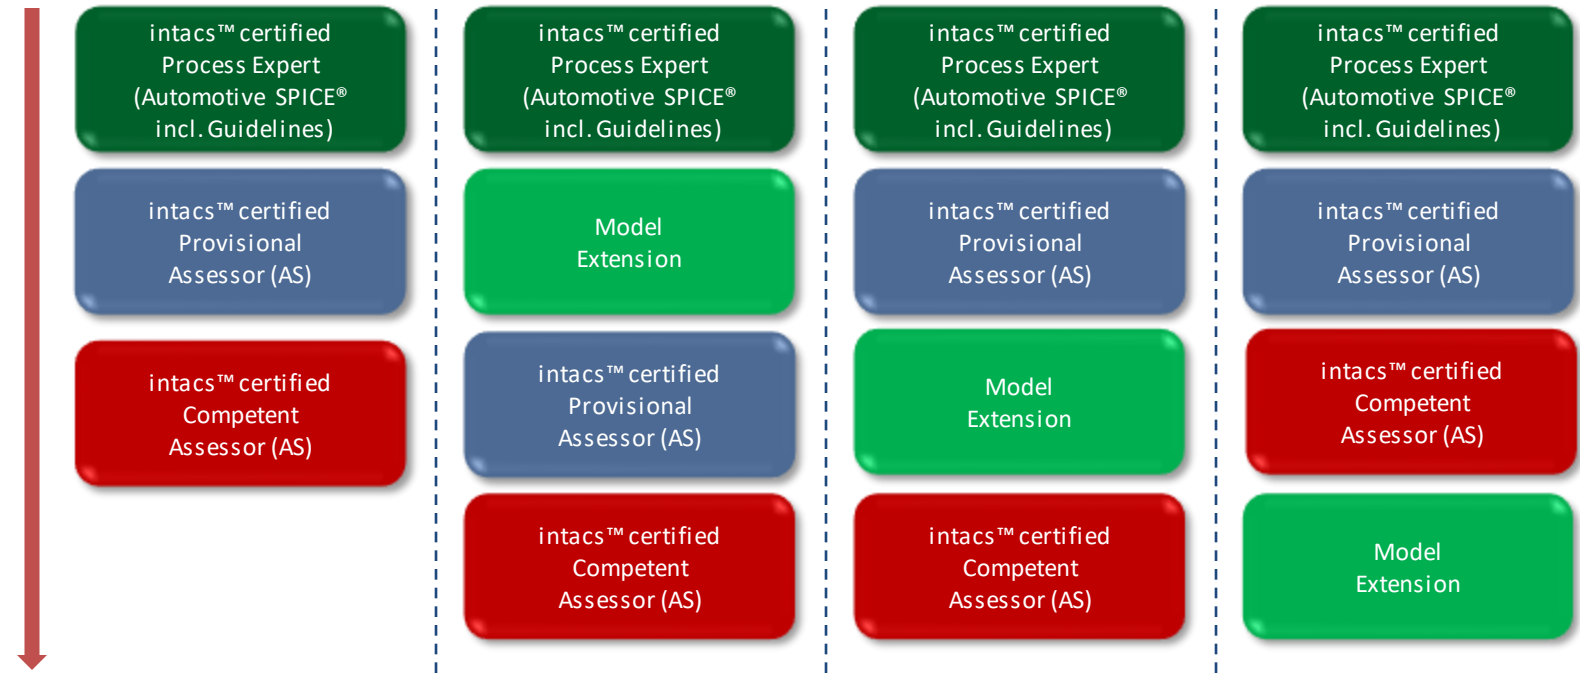 intacs™ certified
Process Expert
(Automotive SPICE®
incl. Guidelines)
intacs™ certified
Provisional
Assessor (AS)
intacs™ certified
Competent
Assessor (AS)
intacs™ certified
Process Expert
(Automotive SPICE®
incl. Guidelines)
Model
Extension
intacs™ certified
Provisional
Assessor (AS)
intacs™ certified
Competent
Assessor (AS)
intacs™ certified
Process Expert
(Automotive SPICE®
incl. Guidelines)
intacs™ certified
Provisional
Assessor (AS)
Model
Extension
intacs™ certified
Competent
Assessor (AS)
intacs™ certified
Process Expert
(Automotive SPICE®
incl. Guidelines)
intacs™ certified
Provisional
Assessor (AS)
intacs™ certified
Competent
Assessor (AS)
Model
Extension